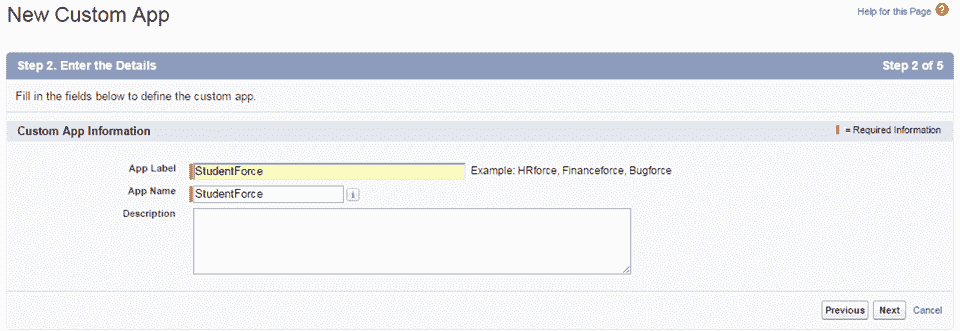 New Custom App
Help for this Page ?
Step 2. Enter the Details
Step 2 of 5
Fill in the fields below to define the custom app.
Custom App Information
= Required Information
App Label
StudentForce
Example: HRforce, Financeforce, Bugforce
App Name
StudentForce
i
Description
Previous
Next
Cancel